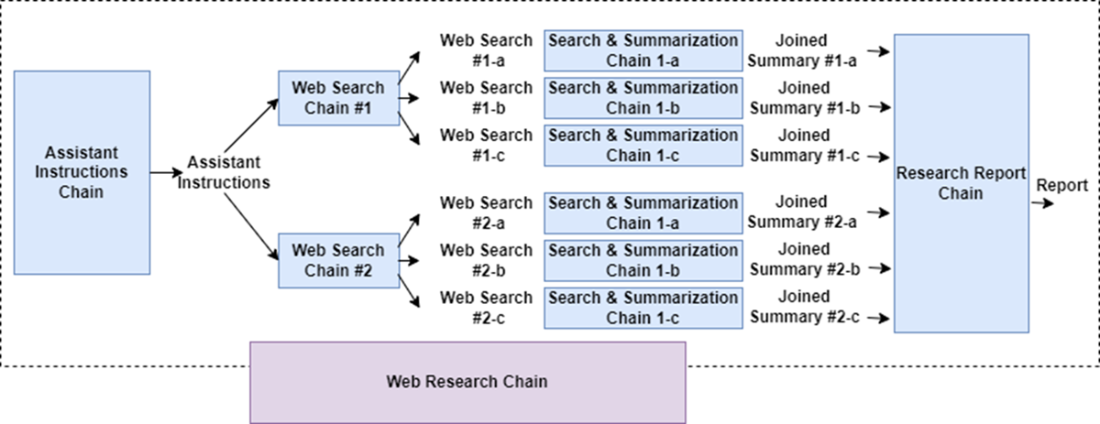 Assistant
Instructions
Chain
Assistant
Instructions
Web Search
Chain #1
Web Search
Chain #2
Web Search
#1-a
Search & Summarization
Chain 1-a
Joined
Summary #1-a
Web Search
#1-b
Search & Summarization
Chain 1-b
Joined
Summary #1-b
Web Search
#1-c
Search & Summarization
Chain 1-c
Joined
Summary #1-c
Web Search
#2-a
Search & Summarization
Chain 1-a
Joined
Summary #2-a
Web Search
#2-b
Search & Summarization
Chain 1-b
Joined
Summary #2-b
Web Search
#2-c
Search & Summarization
Chain 1-c
Joined
Summary #2-c
Research Report
Chain
Report
Web Research Chain